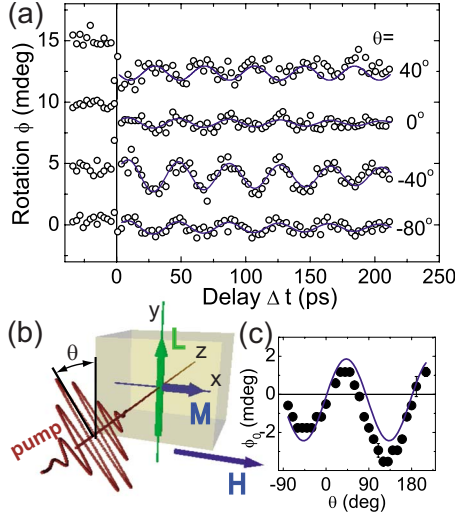 (a)
Rotation ϕ (mdeg)
15
10
5
0
θ=
40°
0°
-40°
-80°
0 50 100 150 200
Delay Δ t (ps)
(b)
θ
y
L
z
x
M
pump
H
(c)
ϕ₀ (mdeg)
2
0
2
-90 0 90 180
θ (deg)